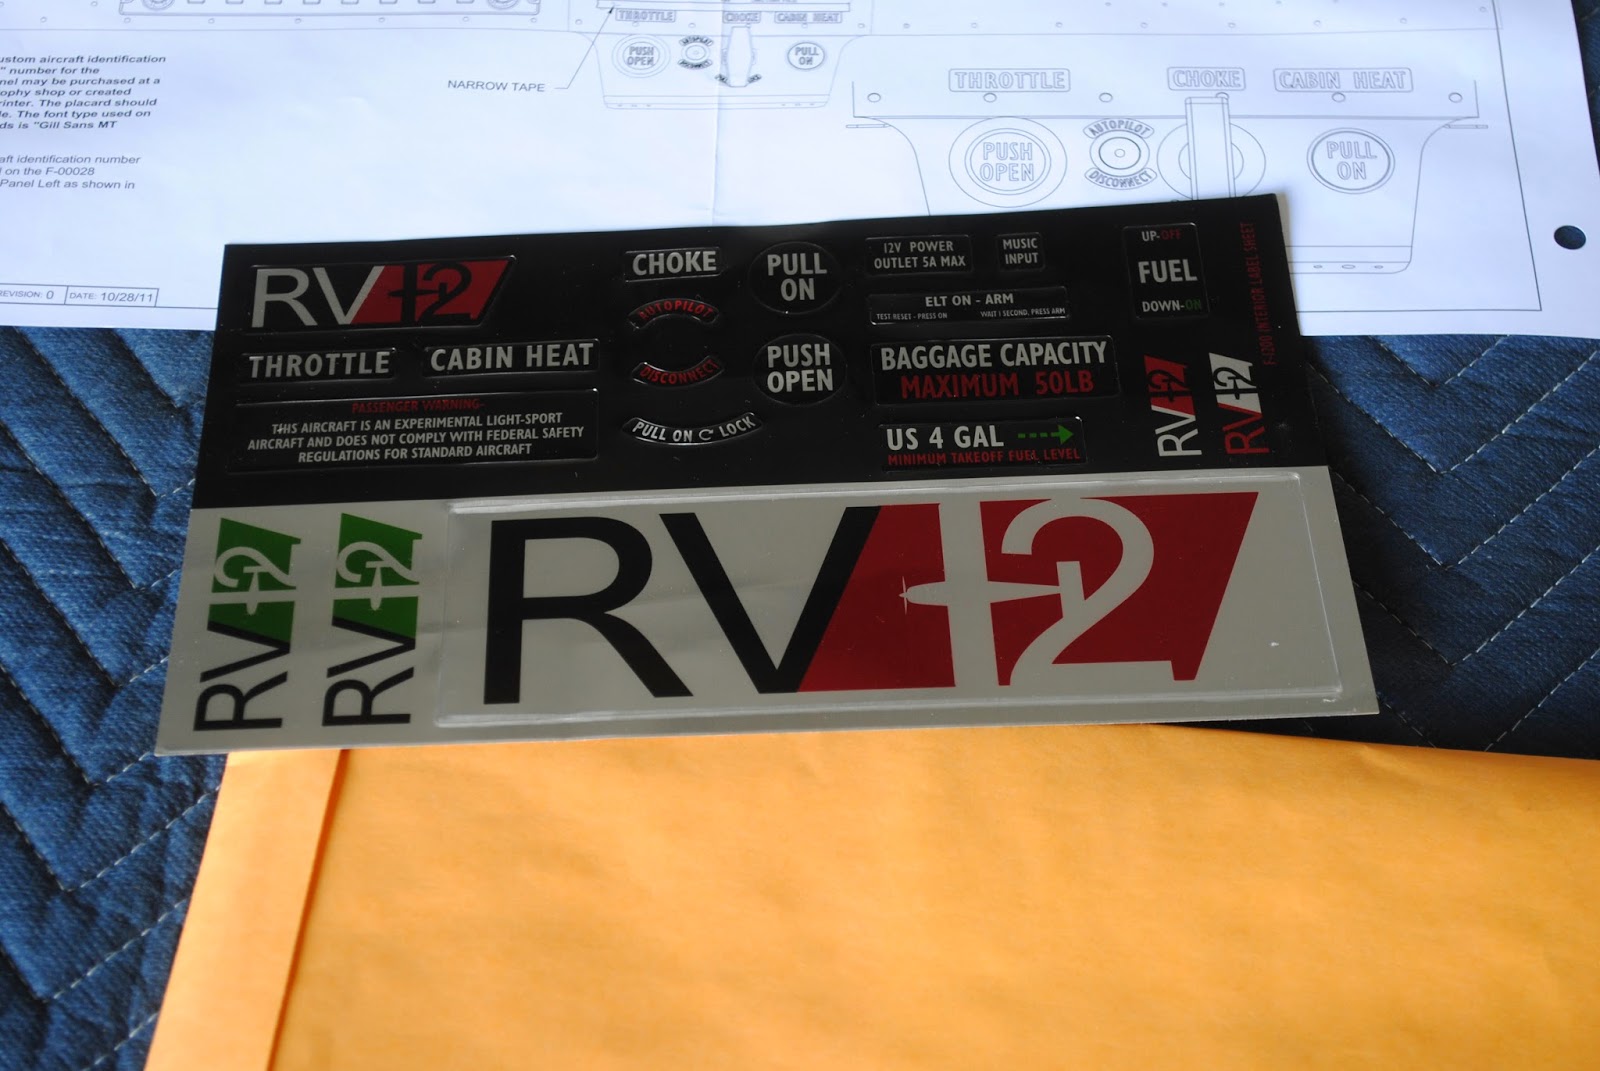 THROTTLE
CHOKE
CABIN HEAT
PUSH
OPEN
AUTOPILOT
DISCONNECT
PULL
ON
NARROW TAPE
ustom aircraft identification
" number for the
nel may be purchased at a
ophy shop or created
rinter. The placard should
le. The font type used on
ds is "Gill Sans MT
aft identification number
l on the F-00028
Panel Left as shown in
REVISION: 0
DATE: 10/28/11
THROTTLE
CHOKE
CABIN HEAT
PUSH
OPEN
AUTOPILOT
DISCONNECT
PULL
ON
RV12
CHOKE
PULL
ON
12V POWER
OUTLET 5A MAX
MUSIC
INPUT
UP-OFF
FUEL
DOWN-ON
F-1200 INTERIOR LABEL SHEET
AUTOPILOT
DISCONNECT
ELT ON - ARM
TEST RESET - PRESS ON
WAIT 1 SECOND, PRESS ARM
THROTTLE
CABIN HEAT
PUSH
OPEN
BAGGAGE CAPACITY
MAXIMUM 50LB
PASSENGER WARNING-
THIS AIRCRAFT IS AN EXPERIMENTAL LIGHT-SPORT
AIRCRAFT AND DOES NOT COMPLY WITH FEDERAL SAFETY
REGULATIONS FOR STANDARD AIRCRAFT
PULL ON LOCK
US 4 GAL
MINIMUM TAKEOFF FUEL LEVEL
RV12
RV12
RV12
RV12
RV12